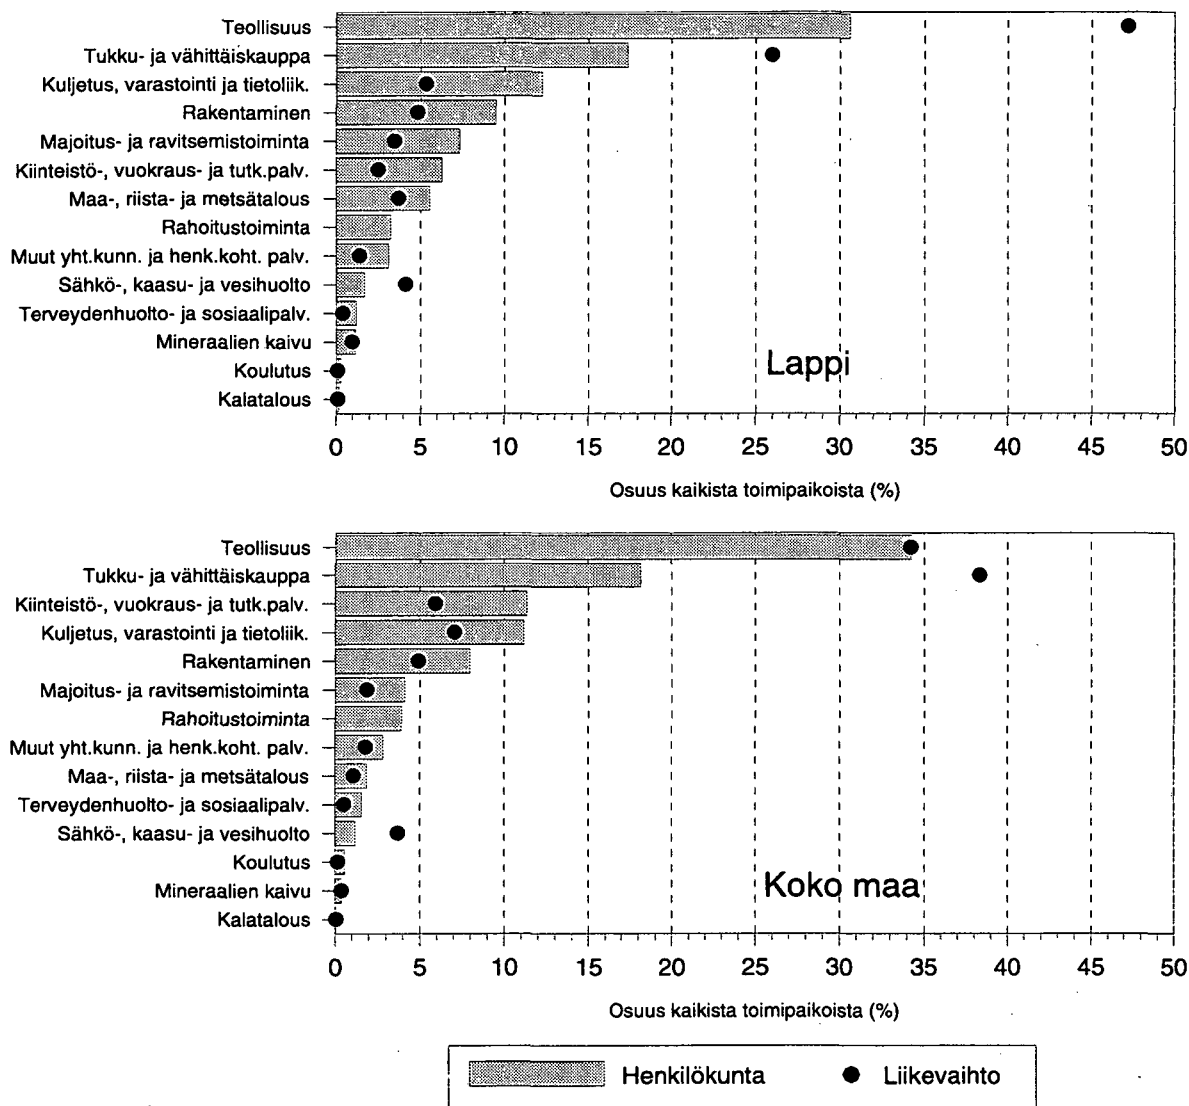 Teollisuus
Tukku- ja vähittäiskauppa
Kuljetus, varastointi ja tietoliik.
Rakentaminen
Majoitus- ja ravitsemistoiminta
Kiinteistö-, vuokraus- ja tutk.palv.
Maa-, riista- ja metsätalous
Rahoitustoiminta
Muut yht.kunn. ja henk.koht. palv.
Sähkö-, kaasu- ja vesihuolto
Terveydenhuolto- ja sosiaalipalv.
Mineraalien kaivu
Koulutus
Kalatalous
Lappi
0 5 10 15 20 25 30 35 40 45 50
Osuus kaikista toimipaikoista (%)
Teollisuus
Tukku- ja vähittäiskauppa
Kiinteistö-, vuokraus- ja tutk.palv.
Kuljetus, varastointi ja tietoliik.
Rakentaminen
Majoitus- ja ravitsemistoiminta
Rahoitustoiminta
Muut yht.kunn. ja henk.koht. palv.
Maa-, riista- ja metsätalous
Terveydenhuolto- ja sosiaalipalv.
Sähkö-, kaasu- ja vesihuolto
Koulutus
Mineraalien kaivu
Kalatalous
Koko maa
0 5 10 15 20 25 30 35 40 45 50
Osuus kaikista toimipaikoista (%)
Henkilökunta Liikevaihto